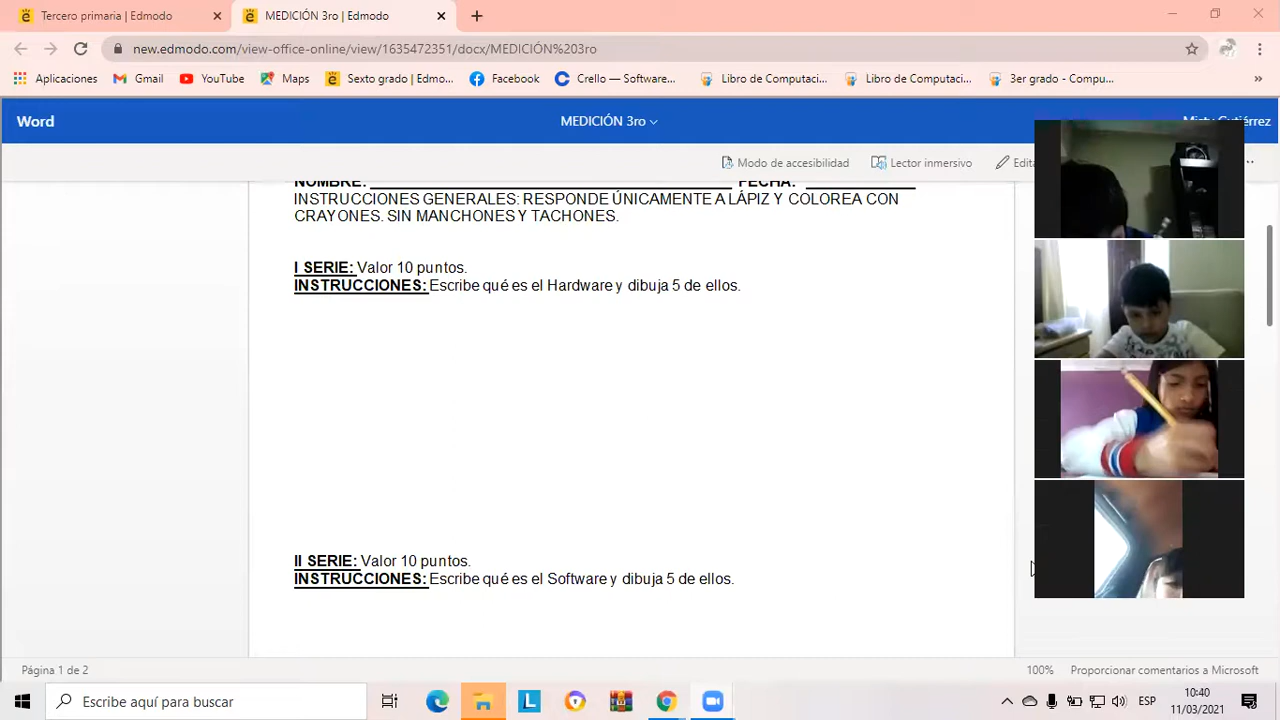 Tercero primaria | Edmodo
MEDICIÓN 3ro | Edmodo
new.edmodo.com/view-office-online/view/1635472351/docx/MEDICIÓN%203ro
Aplicaciones
Gmail
YouTube
Maps
Sexto grado | Edmo...
Facebook
Crello — Software...
Libro de Computaci...
Libro de Computaci...
3er grado - Compu...
»
Word
MEDICIÓN 3ro
Mirty Gutiérrez
Modo de accesibilidad
Lector inmersivo
Edita
NOMBRE: FECHA:
INSTRUCCIONES GENERALES: RESPONDE ÚNICAMENTE A LÁPIZ Y COLOREA CON
CRAYONES. SIN MANCHONES Y TACHONES.
I SERIE: Valor 10 puntos.
INSTRUCCIONES: Escribe qué es el Hardware y dibuja 5 de ellos.
II SERIE: Valor 10 puntos.
INSTRUCCIONES: Escribe qué es el Software y dibuja 5 de ellos.
Página 1 de 2
100%
Proporcionar comentarios a Microsoft
Escribe aquí para buscar
ESP
10:40
11/03/2021